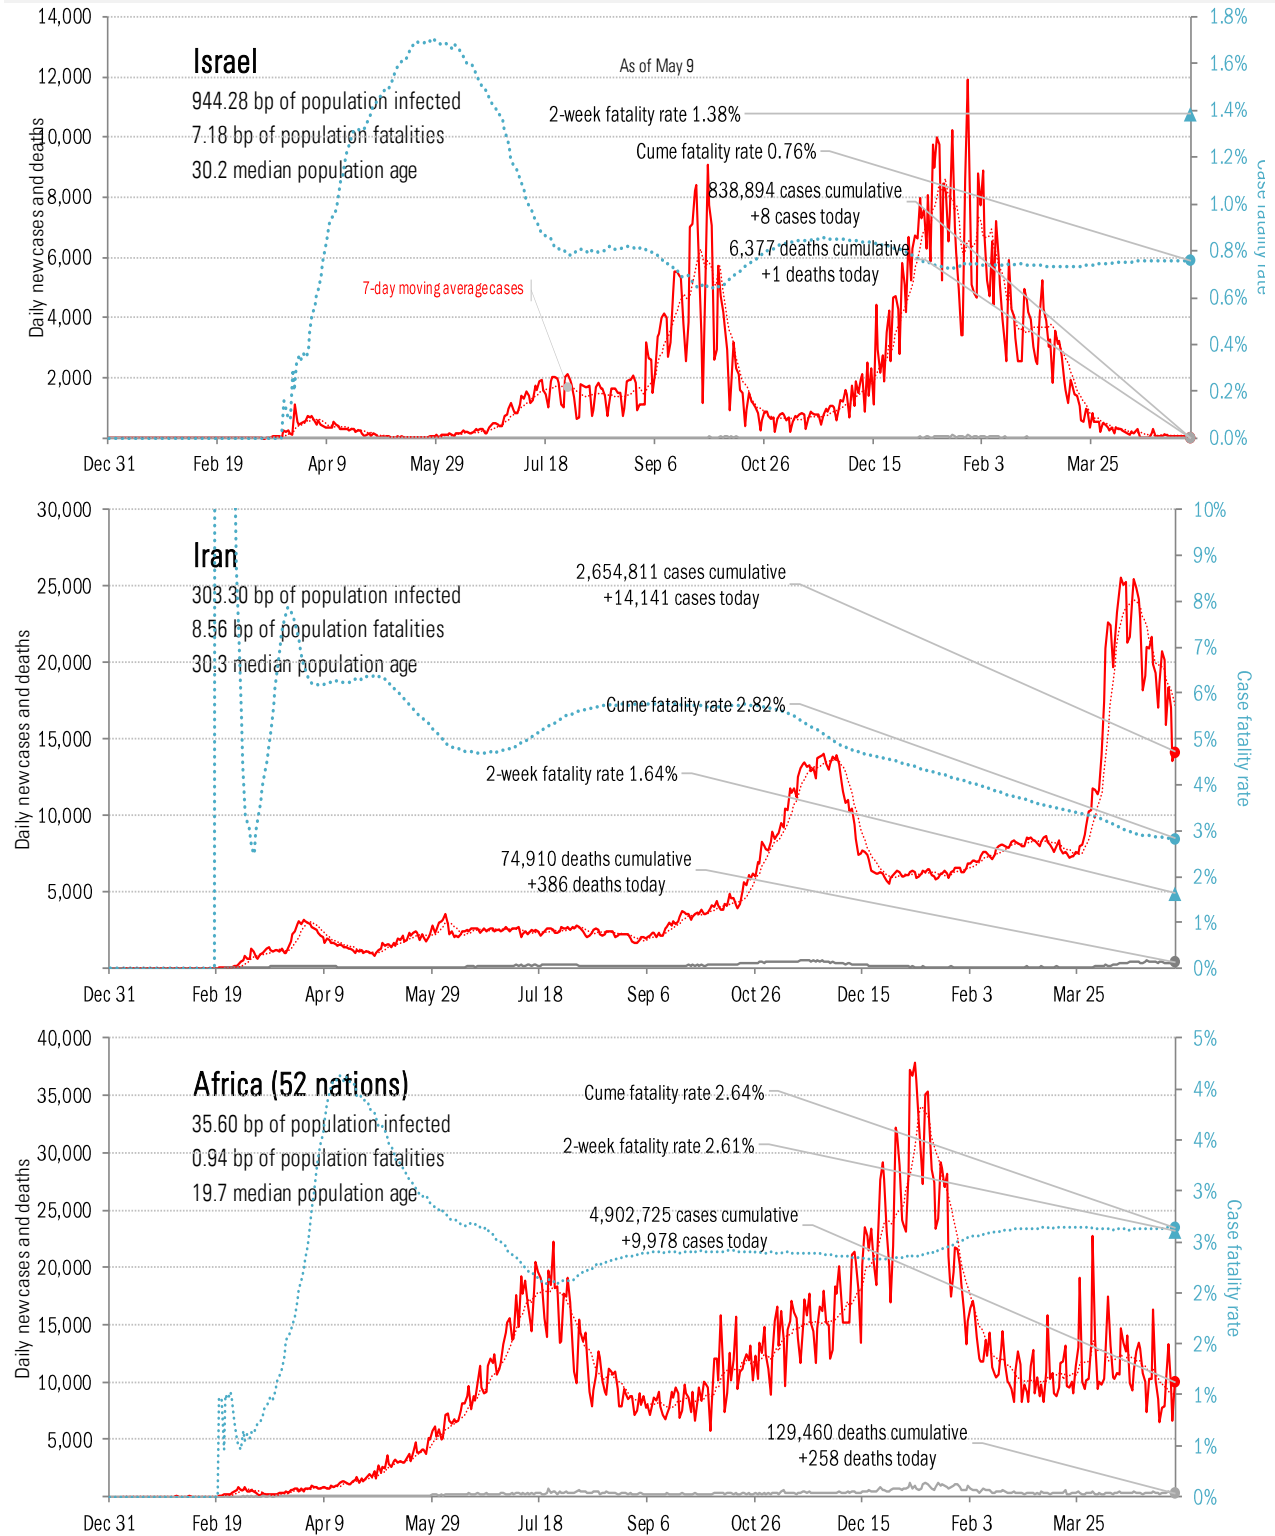 14,000
12,000
10,000
8,000
6,000
4,000
2,000
Daily new cases and deaths
Israel
944.28 bp of population infected
7.18 bp of population fatalities
30.2 median population age
As of May 9
2-week fatality rate 1.38%
Cume fatality rate 0.76%
838,894 cases cumulative
+8 cases today
6,377 deaths cumulative
+1 deaths today
7-day moving average cases
1.8%
1.6%
1.4%
1.2%
1.0%
0.8%
0.6%
0.4%
0.2%
0.0%
Case fatality rate
Dec 31 Feb 19 Apr 9 May 29 Jul 18 Sep 6 Oct 26 Dec 15 Feb 3 Mar 25
30,000
25,000
20,000
15,000
10,000
5,000
Daily new cases and deaths
Iran
303.30 bp of population infected
8.56 bp of population fatalities
30.3 median population age
2,654,811 cases cumulative
+14,141 cases today
Cume fatality rate 2.82%
2-week fatality rate 1.64%
74,910 deaths cumulative
+386 deaths today
10%
9%
8%
7%
6%
5%
4%
3%
2%
1%
0%
Case fatality rate
Dec 31 Feb 19 Apr 9 May 29 Jul 18 Sep 6 Oct 26 Dec 15 Feb 3 Mar 25
40,000
35,000
30,000
25,000
20,000
15,000
10,000
5,000
Daily new cases and deaths
Africa (52 nations)
35.60 bp of population infected
0.94 bp of population fatalities
19.7 median population age
Cume fatality rate 2.64%
2-week fatality rate 2.61%
4,902,725 cases cumulative
+9,978 cases today
129,460 deaths cumulative
+258 deaths today
5%
4%
4%
3%
3%
2%
2%
1%
1%
0%
Case fatality rate
Dec 31 Feb 19 Apr 9 May 29 Jul 18 Sep 6 Oct 26 Dec 15 Feb 3 Mar 25